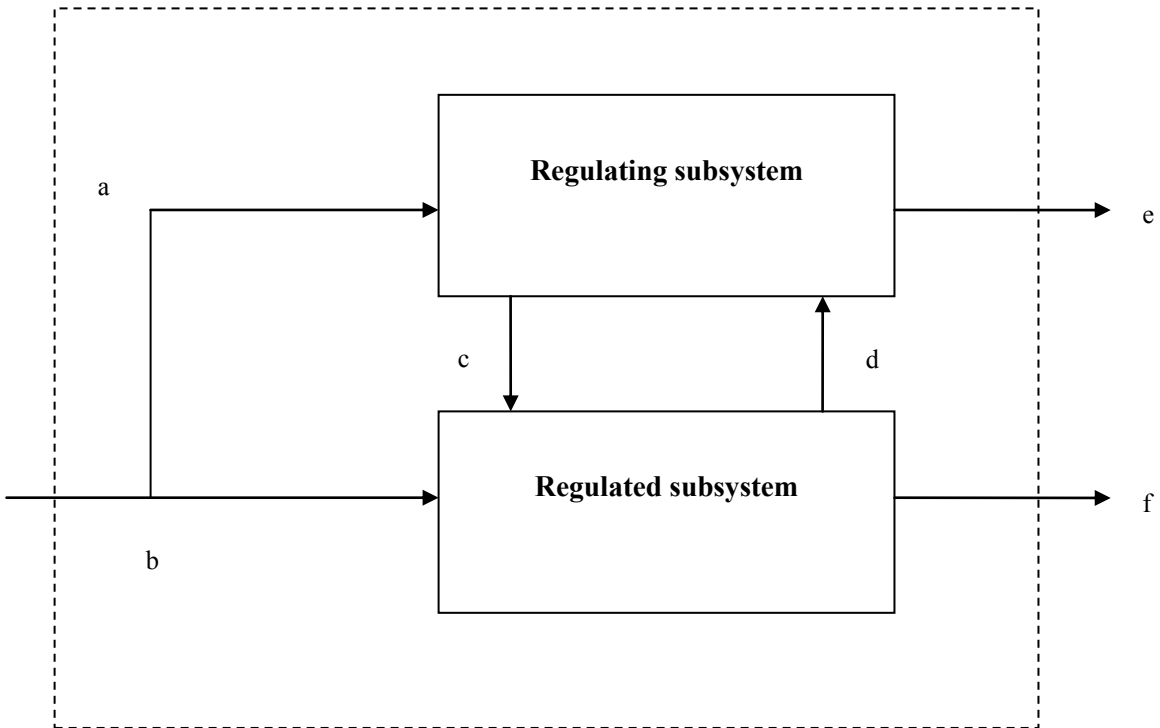 Regulating subsystem
a
e
c
d
Regulated subsystem
f
b